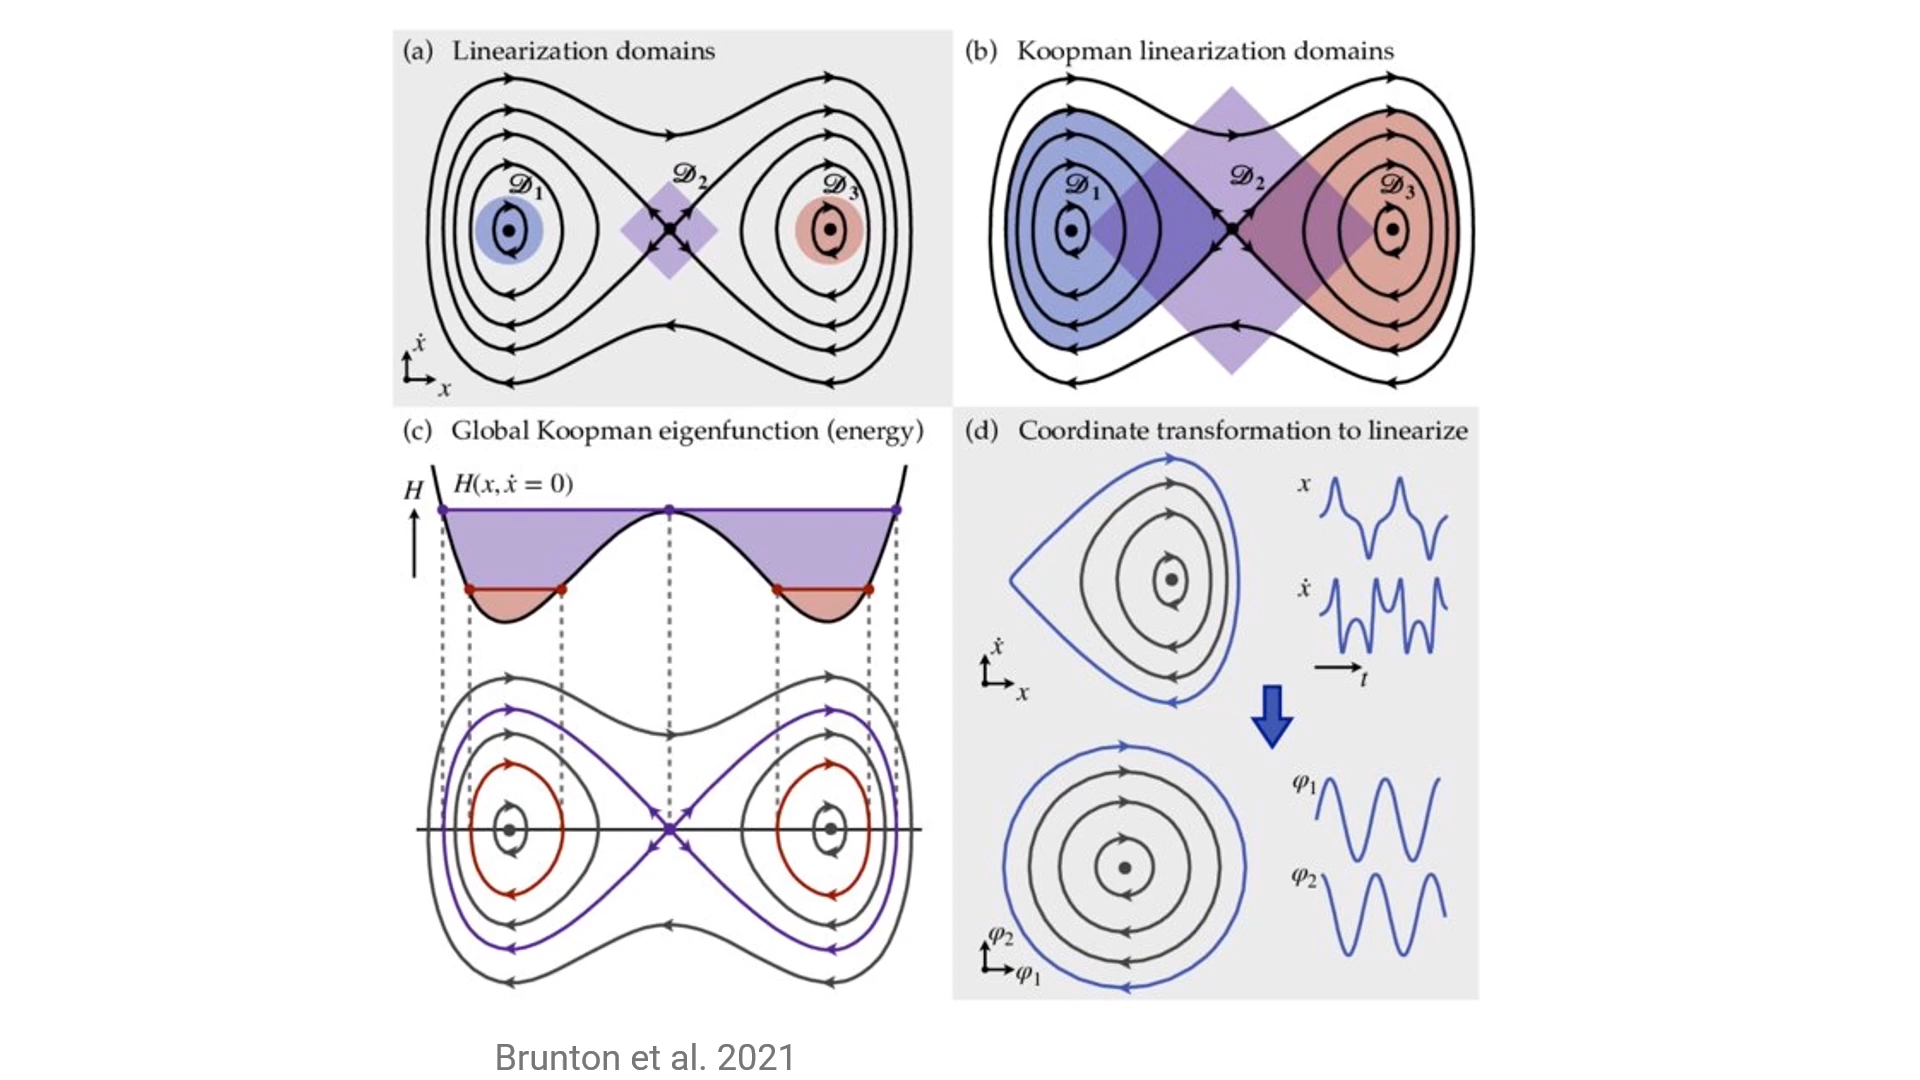 (a) Linearization domains
𝒟1
𝒟2
𝒟3
ẋ
x
(b) Koopman linearization domains
𝒟1
𝒟2
𝒟3
(c) Global Koopman eigenfunction (energy)
H
H(x, ẋ = 0)
(d) Coordinate transformation to linearize
x
ẋ
t
ẋ
x
φ1
φ2
φ2
φ1
Brunton et al. 2021